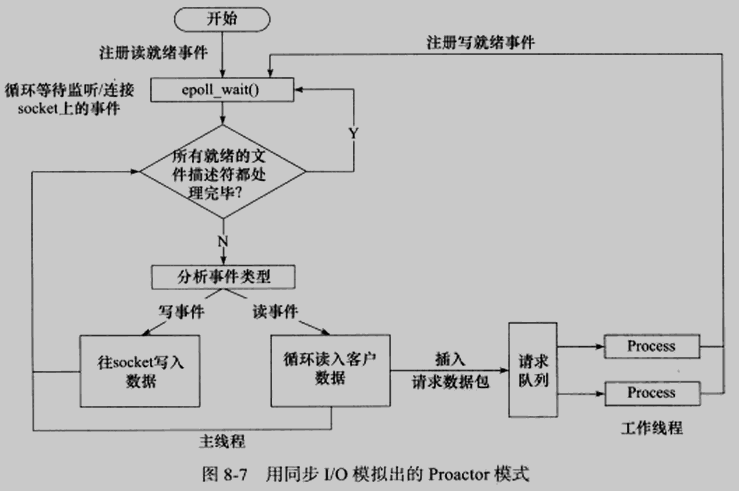 开始
注册读就绪事件
注册写就绪事件
循环等待监听/连接
socket上的事件
epoll_wait()
Y
所有就绪的文
件描述符都处
理完毕?
N
分析事件类型
写事件
读事件
往socket写入
数据
循环读入客户
数据
插入
请求数据包
请求
队列
Process
Process
主线程
工作线程
图 8-7 用同步 I/O 模拟出的 Proactor 模式